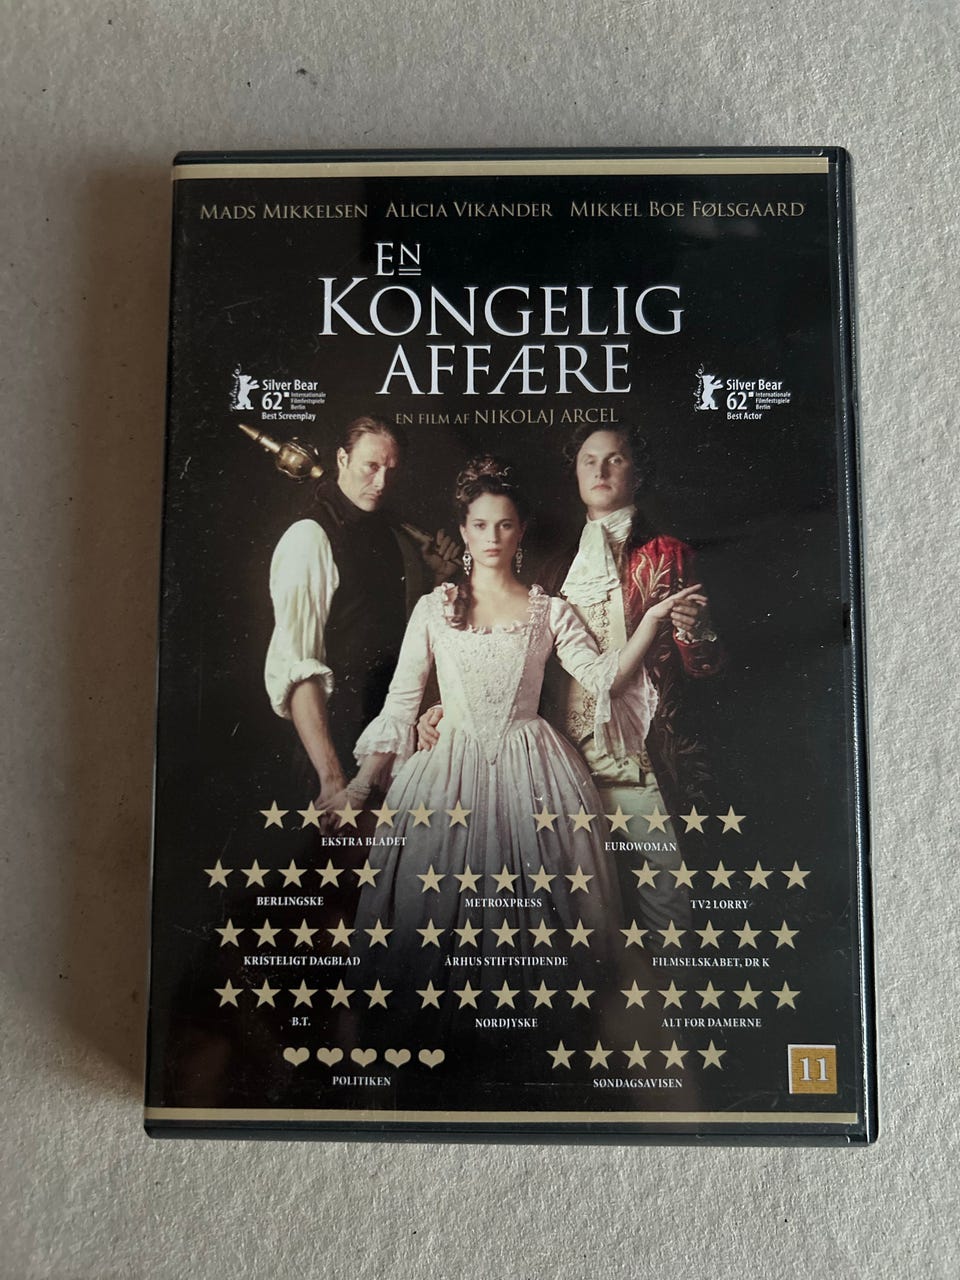 MADS MIKKELSEN ALICIA VIKANDER MIKKEL BOE FØLSGAARD
EN
KONGELIG
AFFÆRE
EN FILM AF NIKOLAJ ARCEL
Silver Bear
62 Internationale
Filmfestspiele
Berlin
Best Screenplay
Silver Bear
62 Internationale
Filmfestspiele
Berlin
Best Actor
EKSTRA BLADET
EUROWOMAN
BERLINGSKE
METROXPRESS
TV2 LORRY
KRISTELIGT DAGBLAD
ÅRHUS STIFTSTIDENDE
FILMSELSKABET, DR K
B.T.
NORDJYSKE
ALT FOR DAMERNE
POLITIKEN
SØNDAGSAVISEN
11